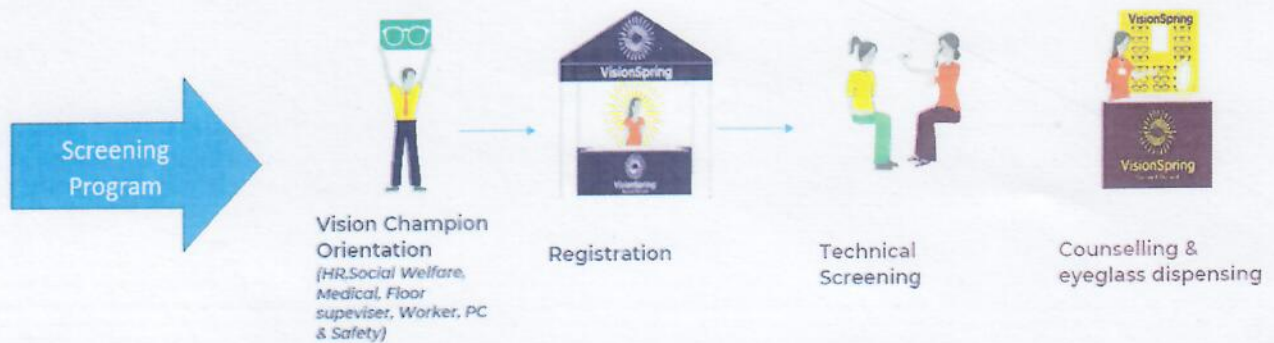 Screening
Program
VisionSpring
VisionSpring
VisionSpring
VisionSpring
Vision Champion
Orientation
(HR,Social Welfare,
Medical, Floor
supeviser, Worker, PC
& Safety)
Registration
Technical
Screening
Counselling &
eyeglass dispensing